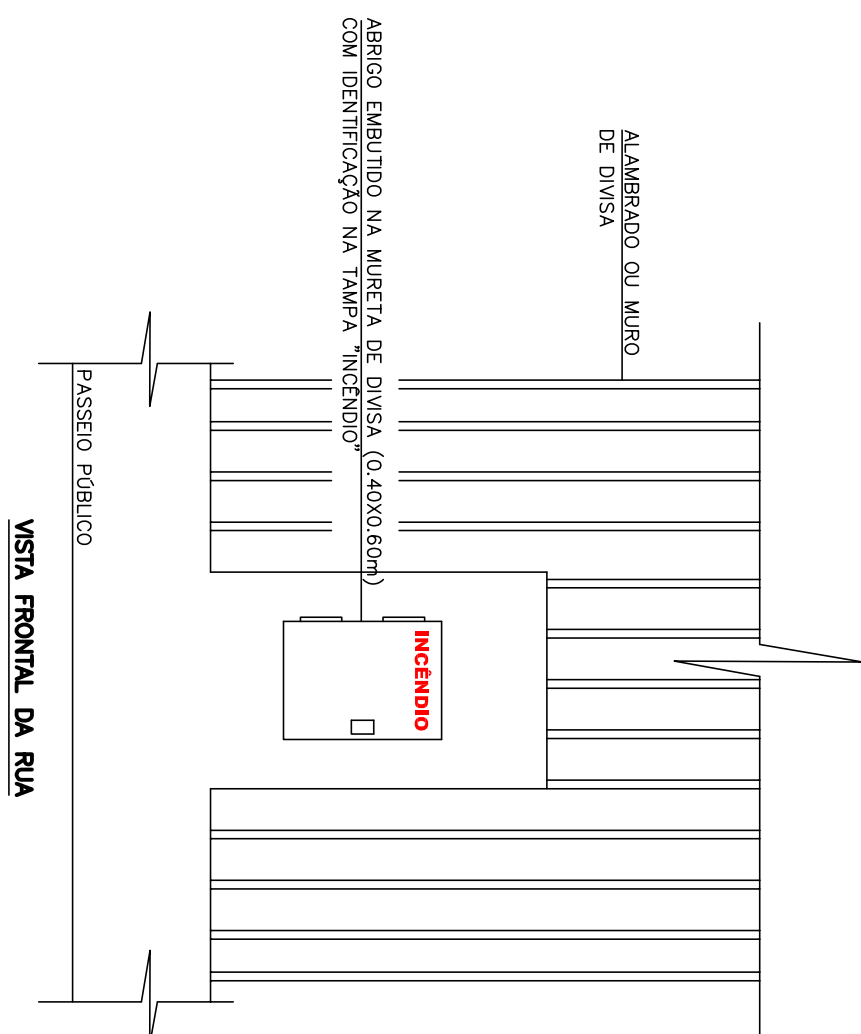 ALAMBRADO OU MURO
DE DIVISA
ABRIGO EMBUTIDO NA MURETA DE DIVISA (0.40X0.60m)
COM IDENTIFICAÇÃO NA TAMPA "INCÊNDIO"
INCÊNDIO
PASSEIO PÚBLICO
VISTA FRONTAL DA RUA